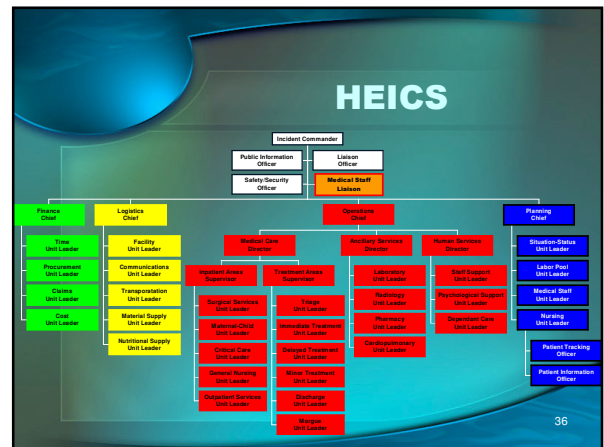 HEICS
Incident Commander
Public Information
Officer
Liaison
Officer
Safety/Security
Officer
Medical Staff
Liaison
Finance
Chief
Logistics
Chief
Operations
Chief
Planning
Chief
Time
Unit Leader
Procurement
Unit Leader
Claims
Unit Leader
Cost
Unit Leader
Facility
Unit Leader
Communications
Unit Leader
Transportation
Unit Leader
Material Supply
Unit Leader
Nutritional Supply
Unit Leader
Medical Care
Director
Inpatient Areas
Supervisor
Surgical Services
Unit Leader
Maternal-Child
Unit Leader
Critical Care
Unit Leader
General Nursing
Unit Leader
Outpatient Services
Unit Leader
Treatment Areas
Supervisor
Triage
Unit Leader
Immediate Treatment
Unit Leader
Delayed Treatment
Unit Leader
Minor Treatment
Unit Leader
Discharge
Unit Leader
Morgue
Unit Leader
Ancillary Services
Director
Laboratory
Unit Leader
Radiology
Unit Leader
Pharmacy
Unit Leader
Cardiopulmonary
Unit Leader
Human Services
Director
Staff Support
Unit Leader
Psychological Support
Unit Leader
Dependant Care
Unit Leader
Situation-Status
Unit Leader
Labor Pool
Unit Leader
Medical Staff
Unit Leader
Nursing
Unit Leader
Patient Tracking
Officer
Patient Information
Officer
36